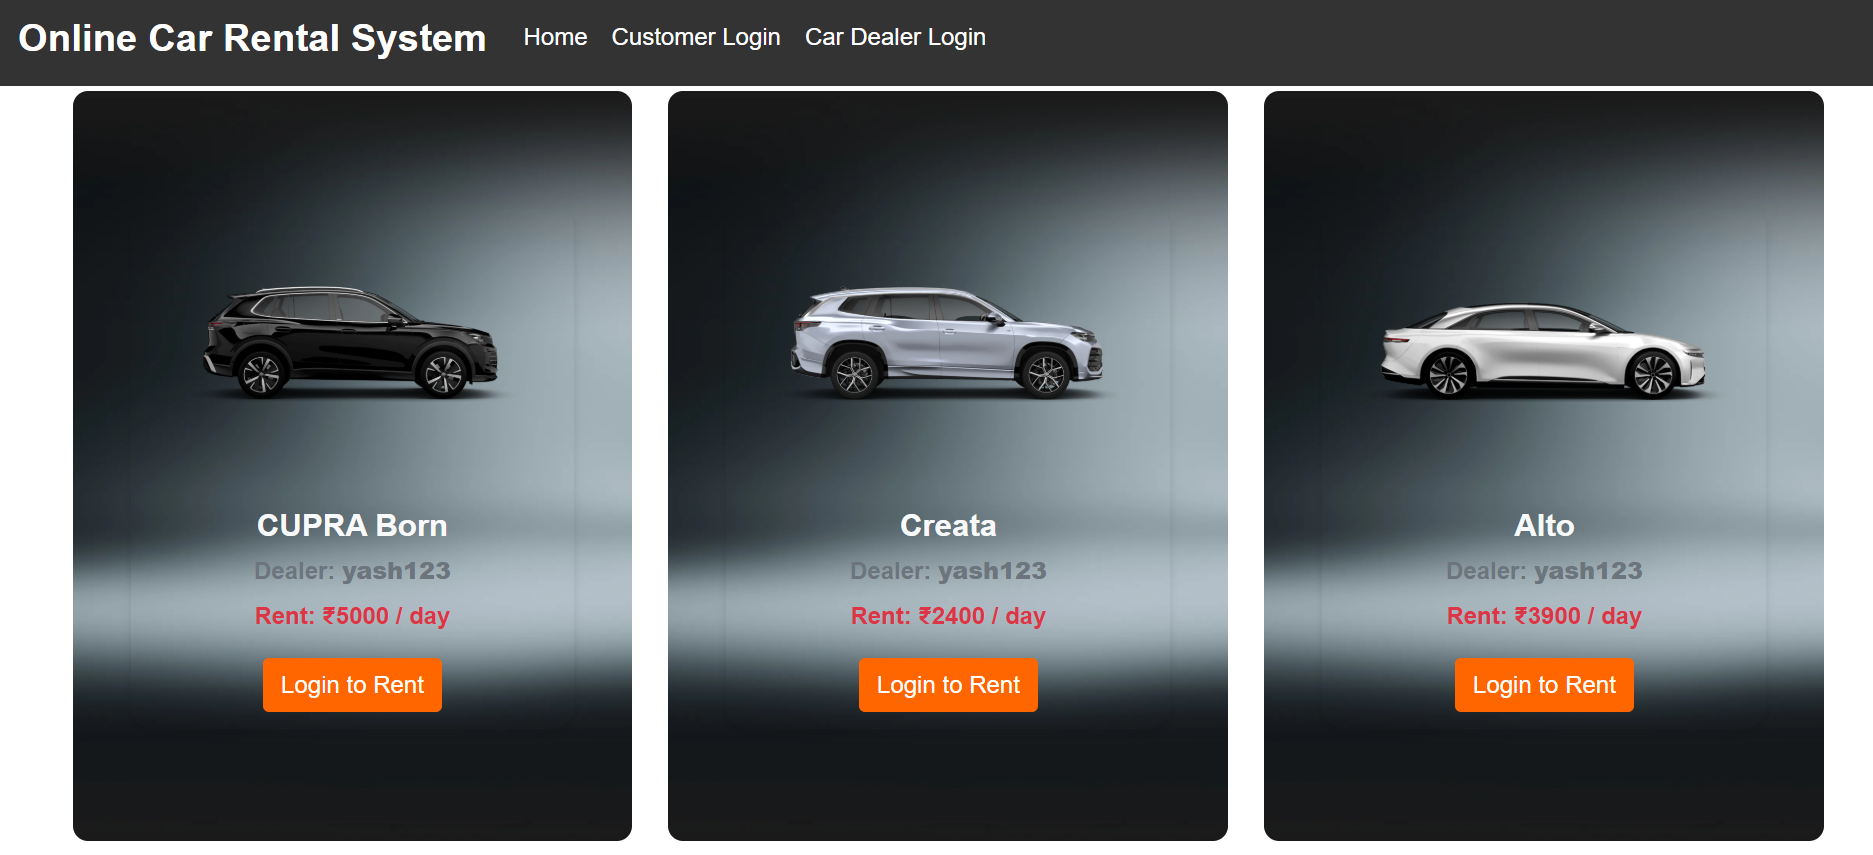 Online Car Rental System Home Customer Login Car Dealer Login
CUPRA Born
Dealer: yash123
Rent: ₹5000 / day
Login to Rent
Creata
Dealer: yash123
Rent: ₹2400 / day
Login to Rent
Alto
Dealer: yash123
Rent: ₹3900 / day
Login to Rent